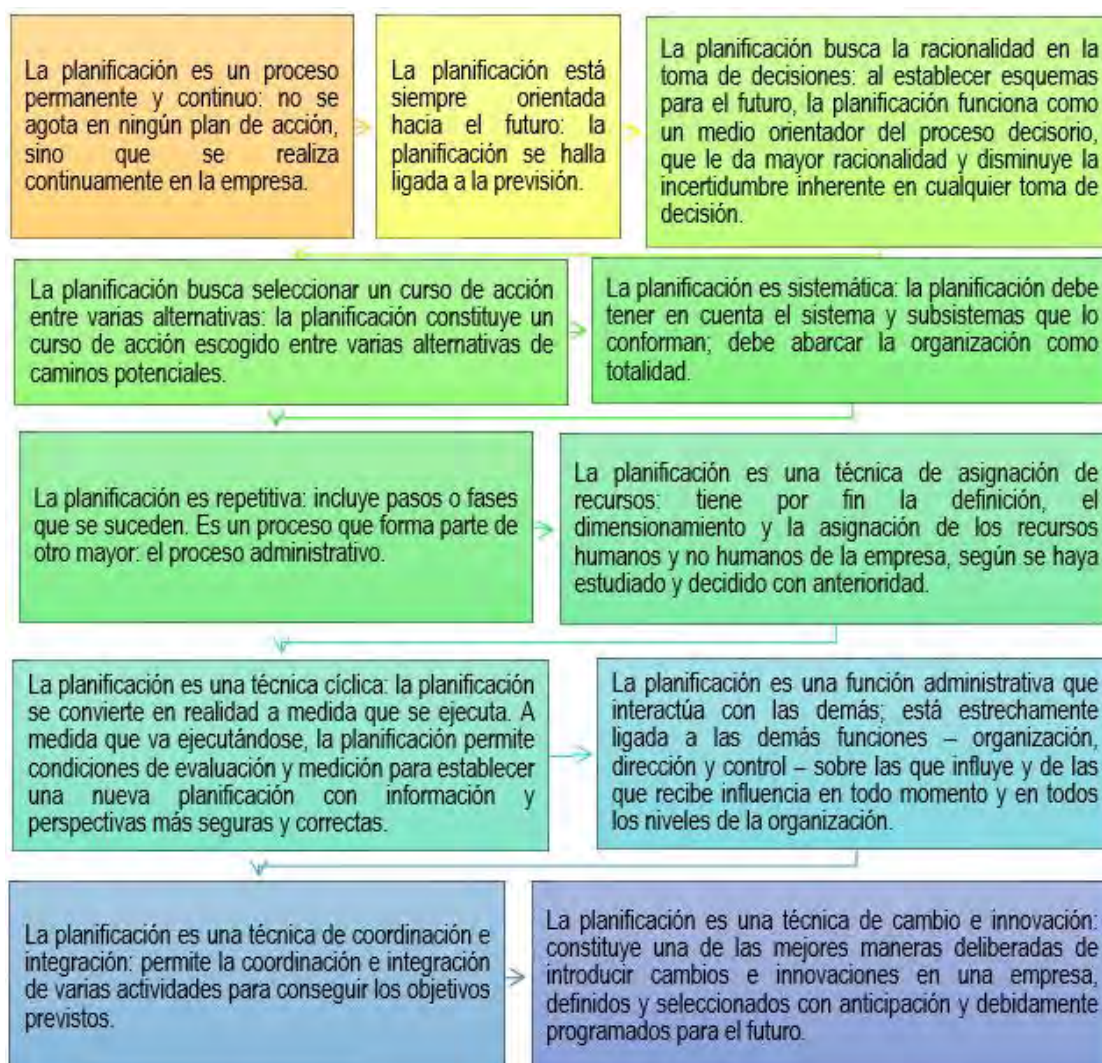 La planificación es un proceso
permanente y continuo: no se
agota en ningún plan de acción,
sino que se realiza
continuamente en la empresa.
La planificación está
siempre orientada
hacia el futuro: la
planificación se halla
ligada a la previsión.
La planificación busca la racionalidad en la
toma de decisiones: al establecer esquemas
para el futuro, la planificación funciona como
un medio orientador del proceso decisorio,
que le da mayor racionalidad y disminuye la
incertidumbre inherente en cualquier toma de
decisión.
La planificación busca seleccionar un curso de acción
entre varias alternativas: la planificación constituye un
curso de acción escogido entre varias alternativas de
caminos potenciales.
La planificación es sistemática: la planificación debe
tener en cuenta el sistema y subsistemas que lo
conforman; debe abarcar la organización como
totalidad.
La planificación es repetitiva: incluye pasos o fases
que se suceden. Es un proceso que forma parte de
otro mayor: el proceso administrativo.
La planificación es una técnica de asignación de
recursos: tiene por fin la definición, el
dimensionamiento y la asignación de los recursos
humanos y no humanos de la empresa, según se haya
estudiado y decidido con anterioridad.
La planificación es una técnica cíclica: la planificación
se convierte en realidad a medida que se ejecuta. A
medida que va ejecutándose, la planificación permite
condiciones de evaluación y medición para establecer
una nueva planificación con información y
perspectivas más seguras y correctas.
La planificación es una función administrativa que
interactúa con las demás; está estrechamente
ligada a las demás funciones – organización,
dirección y control – sobre las que influye y de las
que recibe influencia en todo momento y en todos
los niveles de la organización.
La planificación es una técnica de coordinación e
integración: permite la coordinación e integración
de varias actividades para conseguir los objetivos
previstos.
La planificación es una técnica de cambio e innovación:
constituye una de las mejores maneras deliberadas de
introducir cambios e innovaciones en una empresa,
definidos y seleccionados con anticipación y debidamente
programados para el futuro.